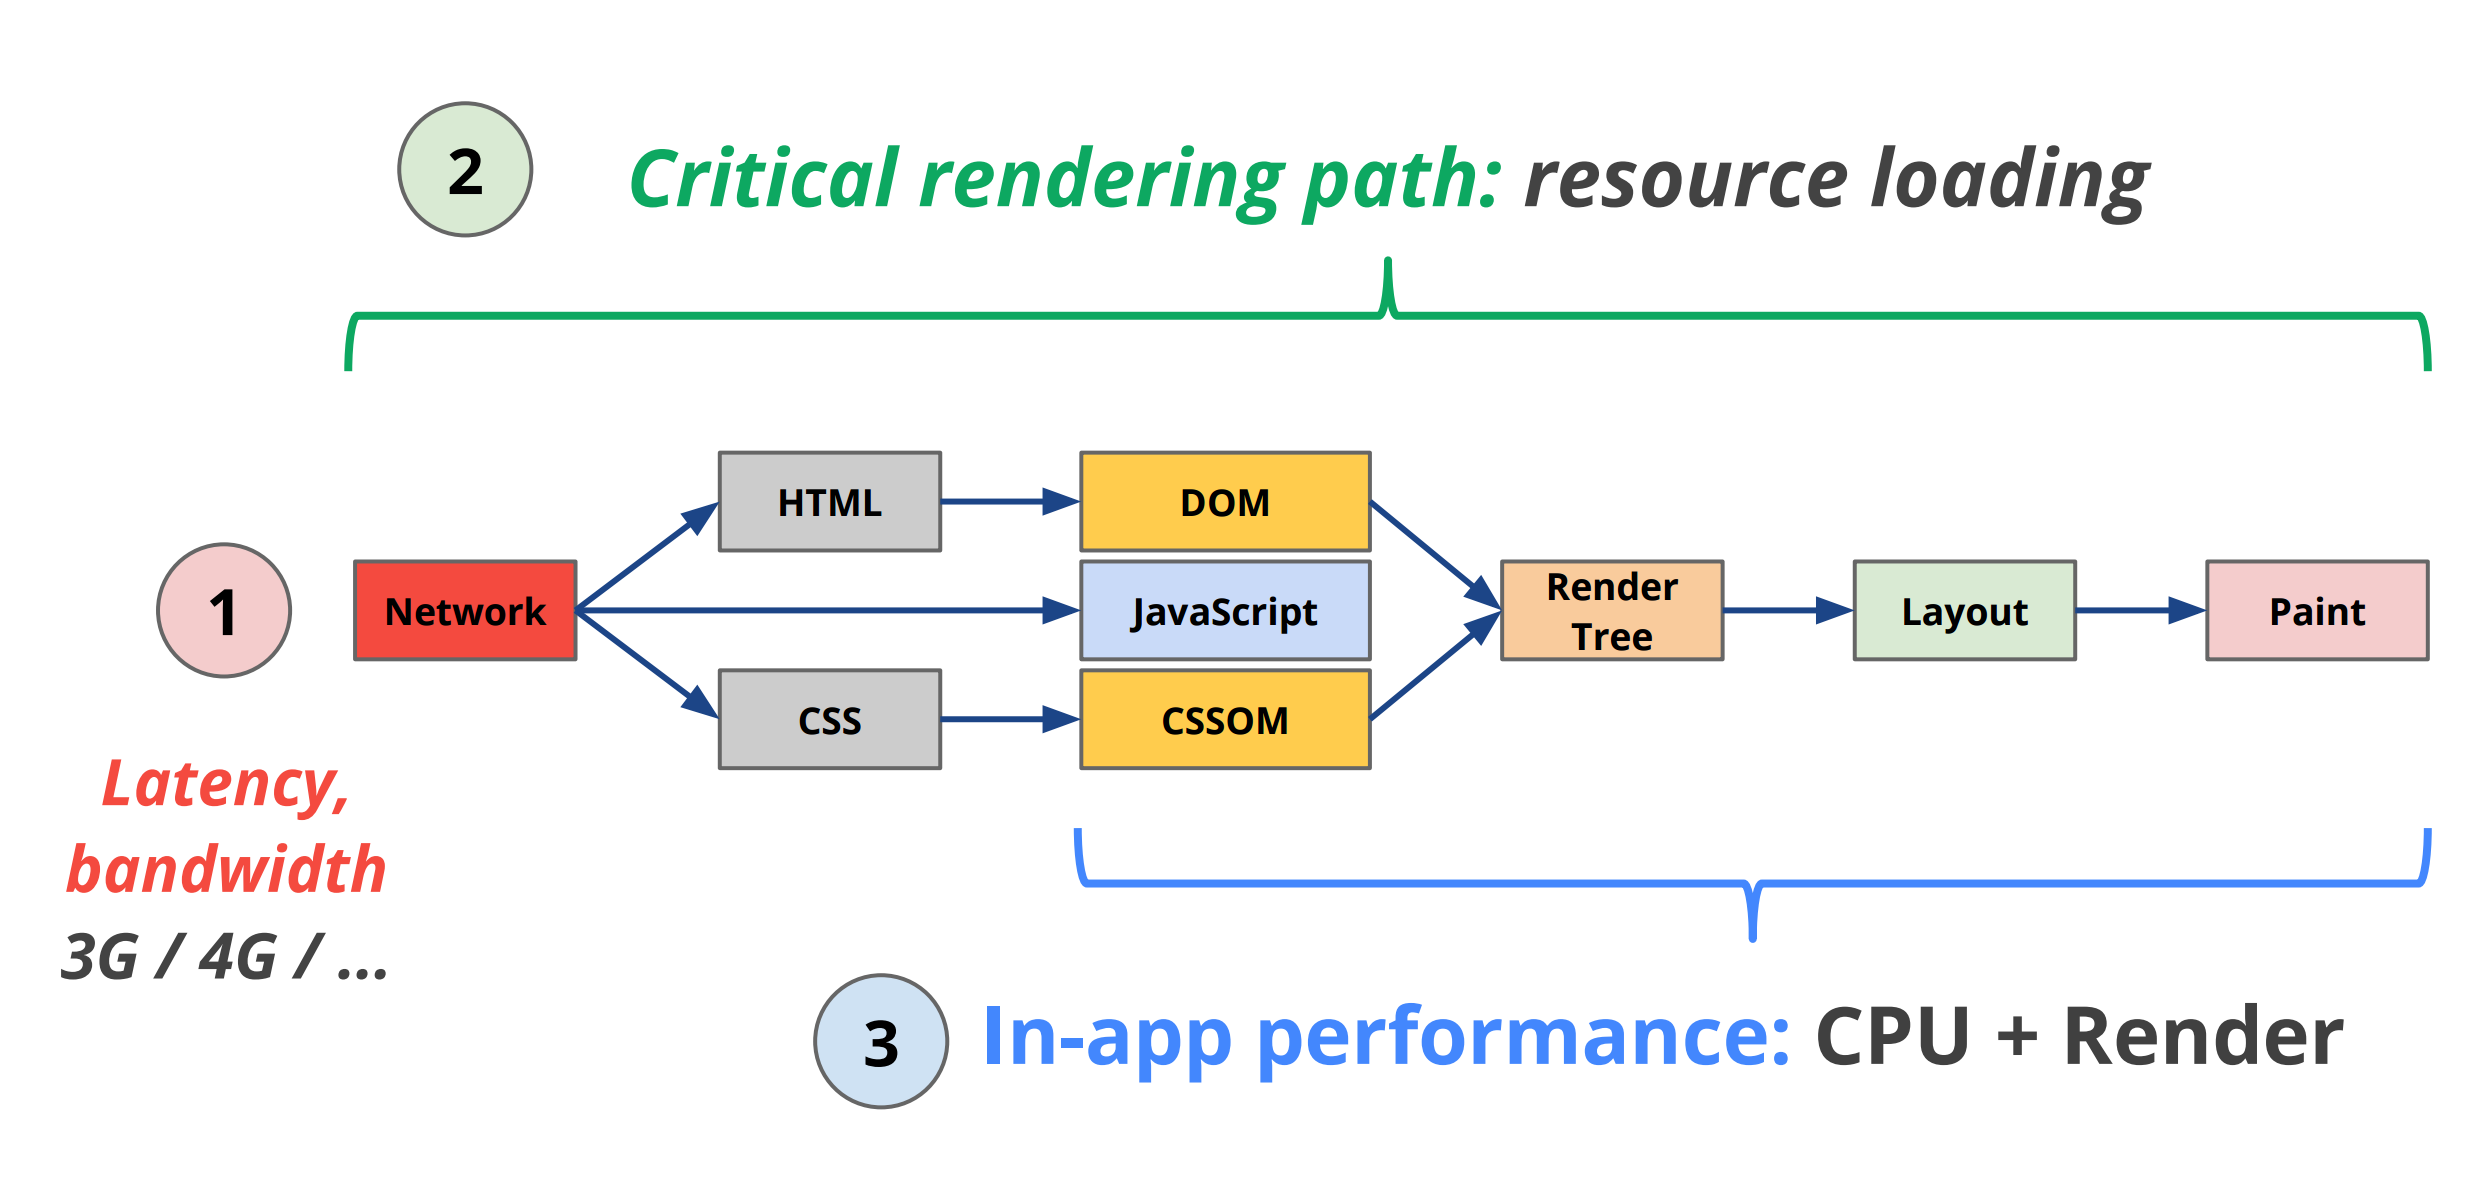 2
Critical rendering path: resource loading
HTML
DOM
1
Network
JavaScript
Render
Tree
Layout
Paint
CSS
CSSOM
Latency,
bandwidth
3G / 4G / ...
3
In-app performance: CPU + Render